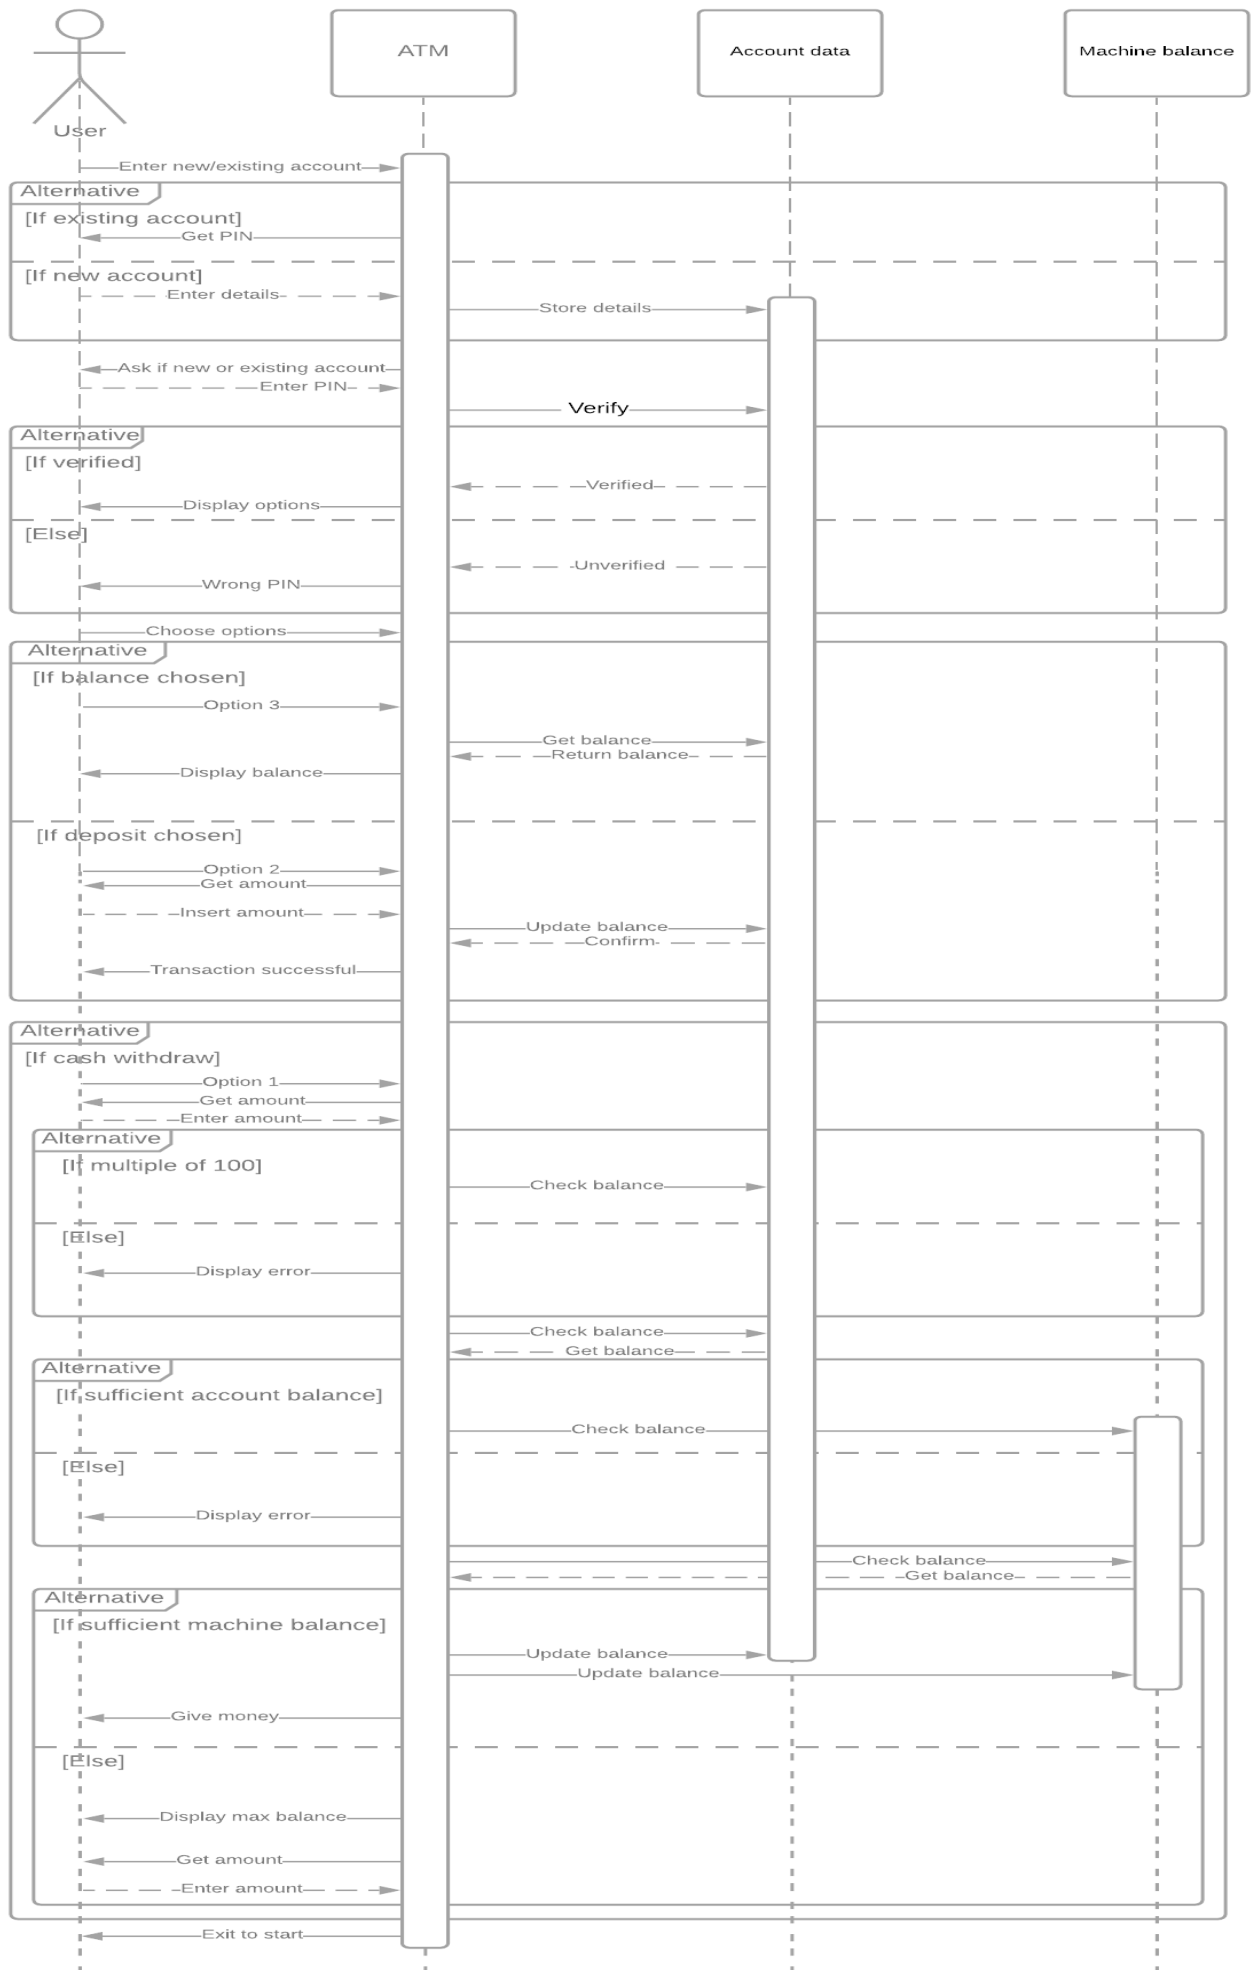 ATM
Account data
Machine balance
User
Enter new/existing account
Alternative
[If existing account]
Get PIN
[If new account]
Enter details
Store details
Ask if new or existing account
Enter PIN
Verify
Alternative
[If verified]
Verified
Display options
[Else]
Unverified
Wrong PIN
Choose options
Alternative
[If balance chosen]
Option 3
Get balance
Return balance
Display balance
[If deposit chosen]
Option 2
Get amount
Insert amount
Update balance
Confirm
Transaction successful
Alternative
[If cash withdraw]
Option 1
Get amount
Enter amount
Alternative
[If multiple of 100]
Check balance
[Else]
Display error
Check balance
Get balance
Alternative
[If sufficient account balance]
Check balance
[Else]
Display error
Check balance
Get balance
Alternative
[If sufficient machine balance]
Update balance
Update balance
Give money
[Else]
Display max balance
Get amount
Enter amount
Exit to start